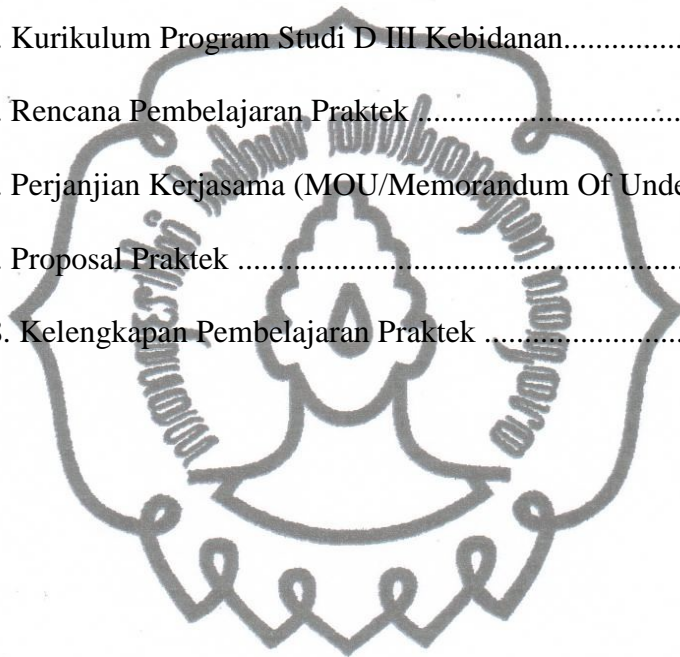 . Kurikulum Program Studi D III Kebidanan.....................
. Rencana Pembelajaran Praktek ...................................
. Perjanjian Kerjasama (MOU/Memorandum Of Unde
. Proposal Praktek ..........................................................
. Kelengkapan Pembelajaran Praktek ..........................